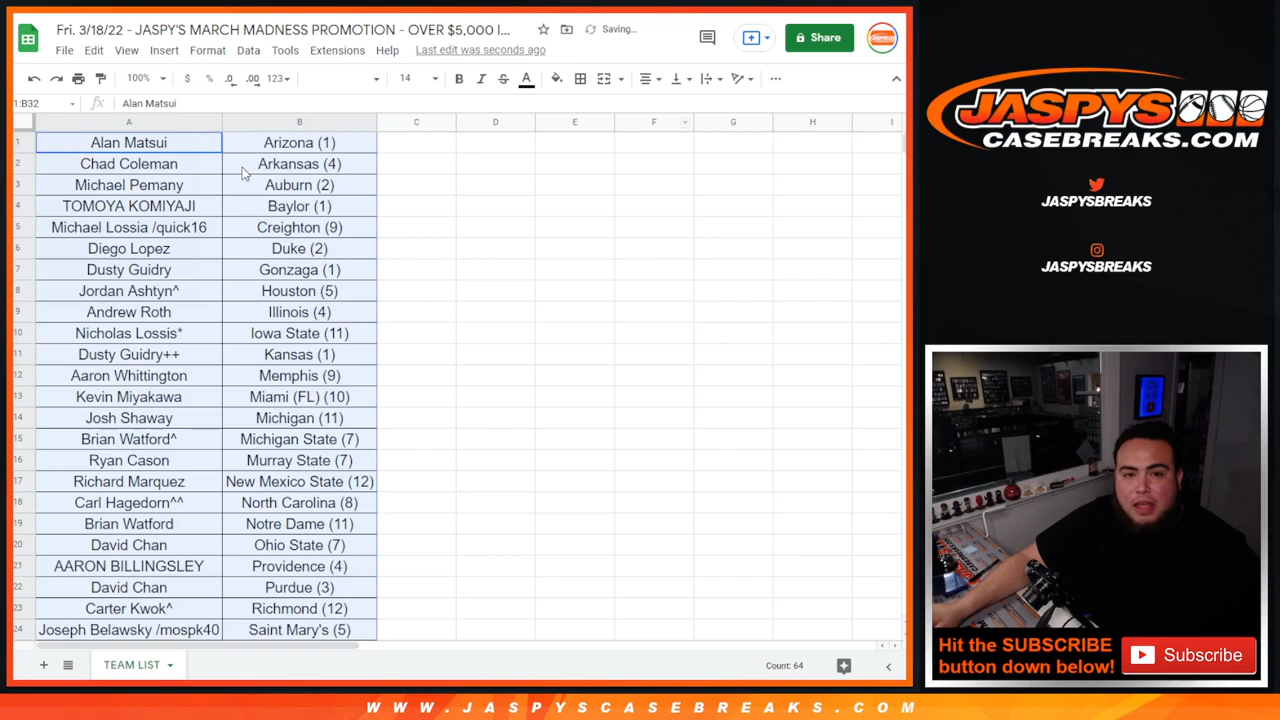 Fri. 3/18/22 - JASPY'S MARCH MADNESS PROMOTION - OVER $5,000 I...
Saving...
File Edit View Insert Format Data Tools Extensions Help Last edit was seconds ago
Share
100% $ % .0 .00 123 14 B I S A
1:B32 fx Alan Matsui
A B C D E F G H I
1 Alan Matsui Arizona (1)
2 Chad Coleman Arkansas (4)
3 Michael Pemany Auburn (2)
4 TOMOYA KOMIYAJI Baylor (1)
5 Michael Lossia /quick16 Creighton (9)
6 Diego Lopez Duke (2)
7 Dusty Guidry Gonzaga (1)
8 Jordan Ashtyn^ Houston (5)
9 Andrew Roth Illinois (4)
10 Nicholas Lossis* Iowa State (11)
11 Dusty Guidry++ Kansas (1)
12 Aaron Whittington Memphis (9)
13 Kevin Miyakawa Miami (FL) (10)
14 Josh Shaway Michigan (11)
15 Brian Watford^ Michigan State (7)
16 Ryan Cason Murray State (7)
17 Richard Marquez New Mexico State (12)
18 Carl Hagedorn^^ North Carolina (8)
19 Brian Watford Notre Dame (11)
20 David Chan Ohio State (7)
21 AARON BILLINGSLEY Providence (4)
22 David Chan Purdue (3)
23 Carter Kwok^ Richmond (12)
24 Joseph Belawsky /mospk40 Saint Mary's (5)
TEAM LIST
Count: 64
JASPYS
CASEBREAKS.COM
JASPYSBREAKS
JASPYSBREAKS
Hit the SUBSCRIBE
button down below!
Subscribe
WWW.JASPYSCASEBREAKS.COM